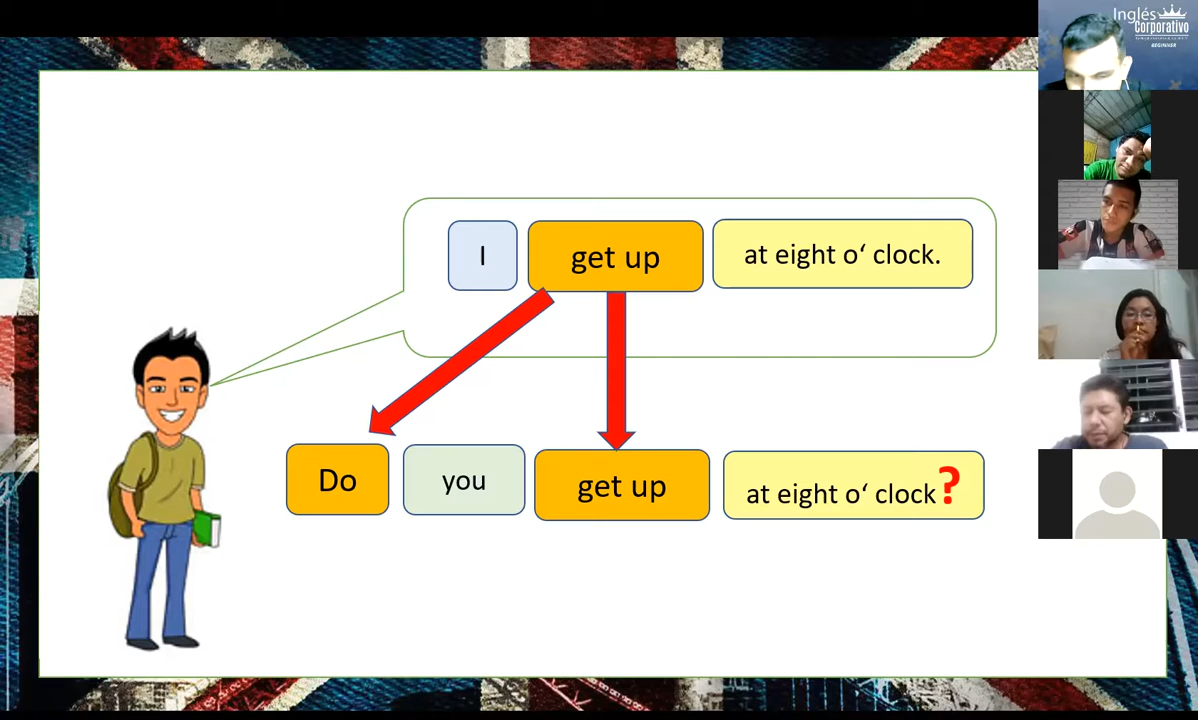 I get up at eight o‘ clock.
Do you get up at eight o‘ clock?
Inglés
Corporativo
BEGINNER